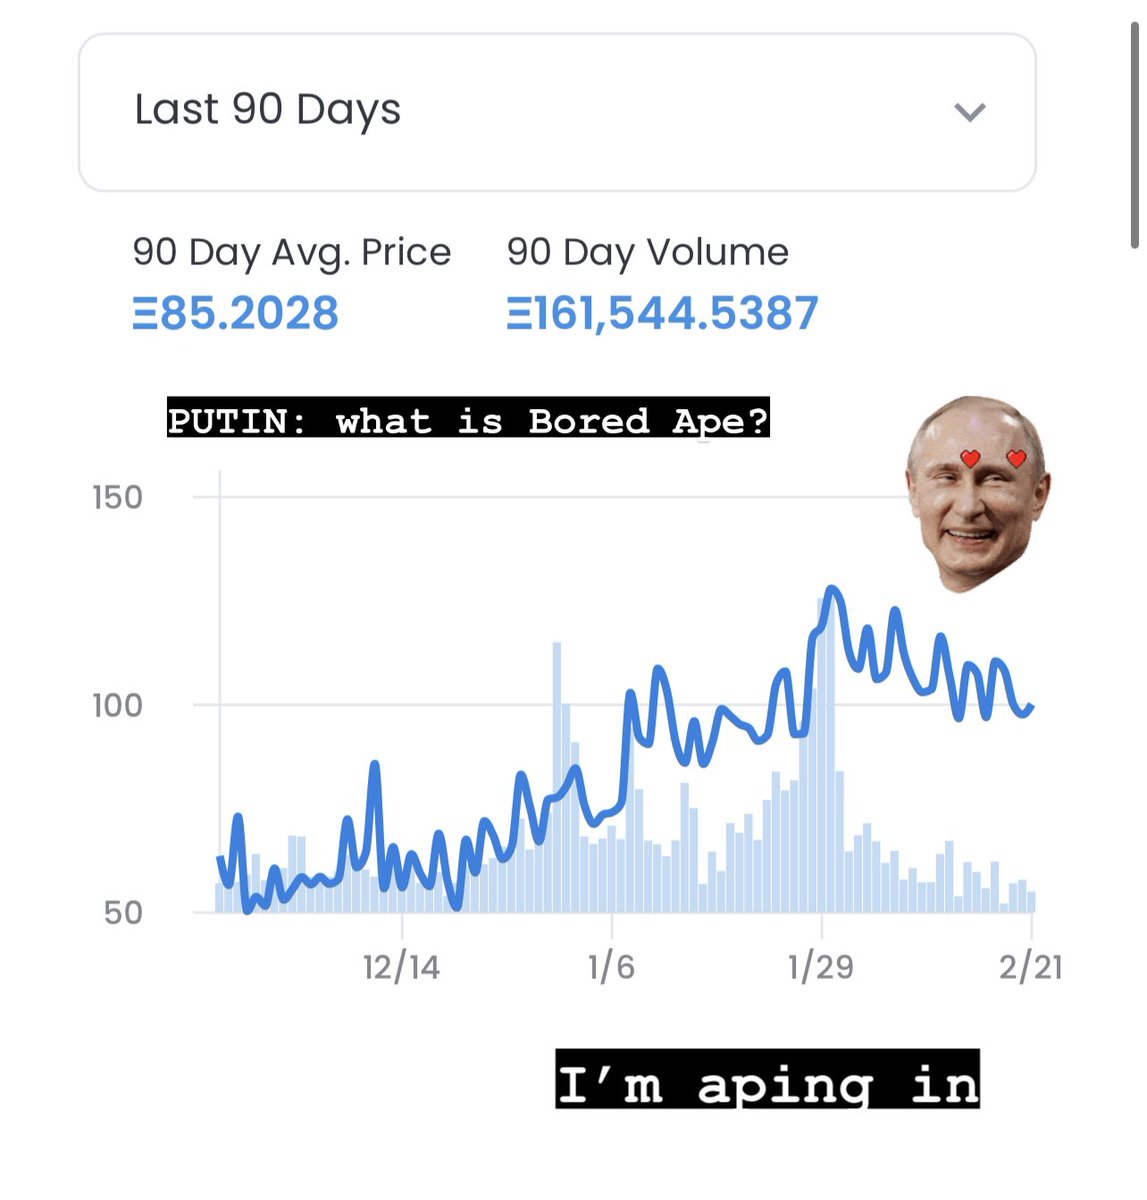 Last 90 Days
90 Day Avg. Price 90 Day Volume
Ξ85.2028 Ξ161,544.5387
PUTIN: what is Bored Ape?
150
100
50
12/14 1/6 1/29 2/21
I'm aping in